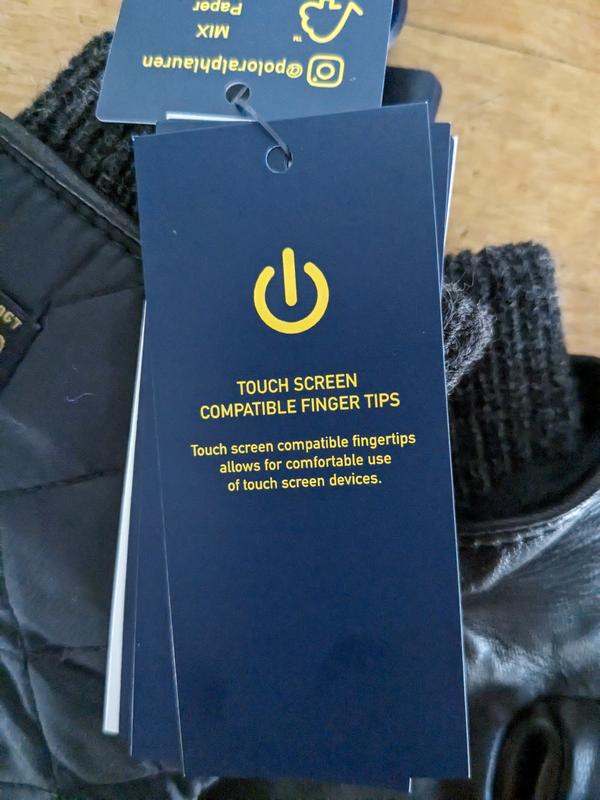 @poloralphlauren
MIX
Paper
TM
TOUCH SCREEN
COMPATIBLE FINGER TIPS
Touch screen compatible fingertips
allows for comfortable use
of touch screen devices.